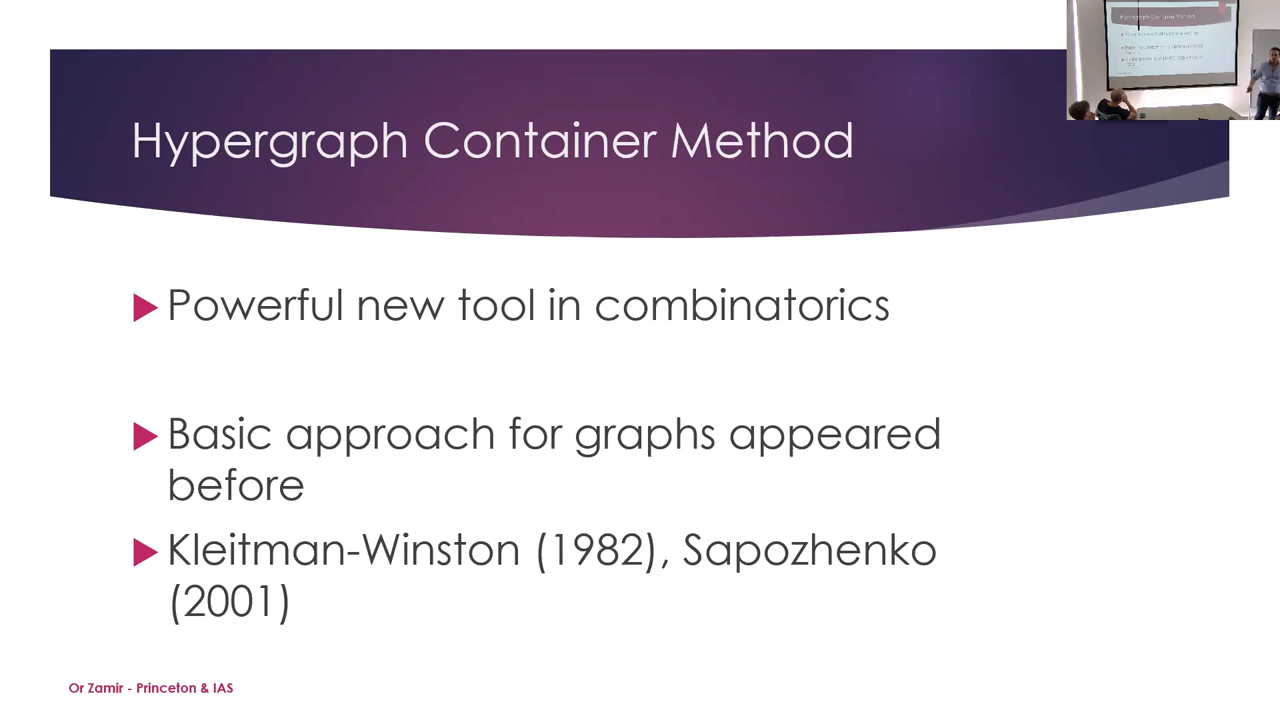 Hypergraph Container Method
Powerful new tool in combinatorics
Basic approach for graphs appeared
before
Kleitman-Winston (1982), Sapozhenko
(2001)
Or Zamir - Princeton & IAS